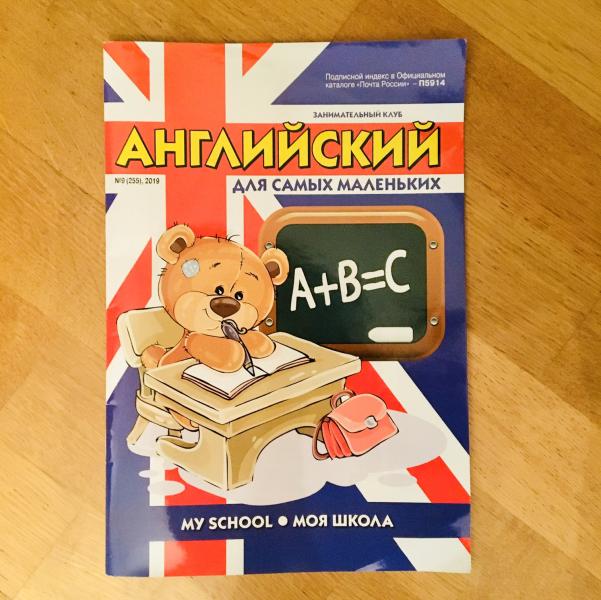 Подписной индекс в Официальном
каталоге «Почта России» – П5914
ЗАНИМАТЕЛЬНЫЙ КЛУБ
АНГЛИЙСКИЙ
№9 (255), 2019
ДЛЯ САМЫХ МАЛЕНЬКИХ
A+B=C
MY SCHOOL ● МОЯ ШКОЛА